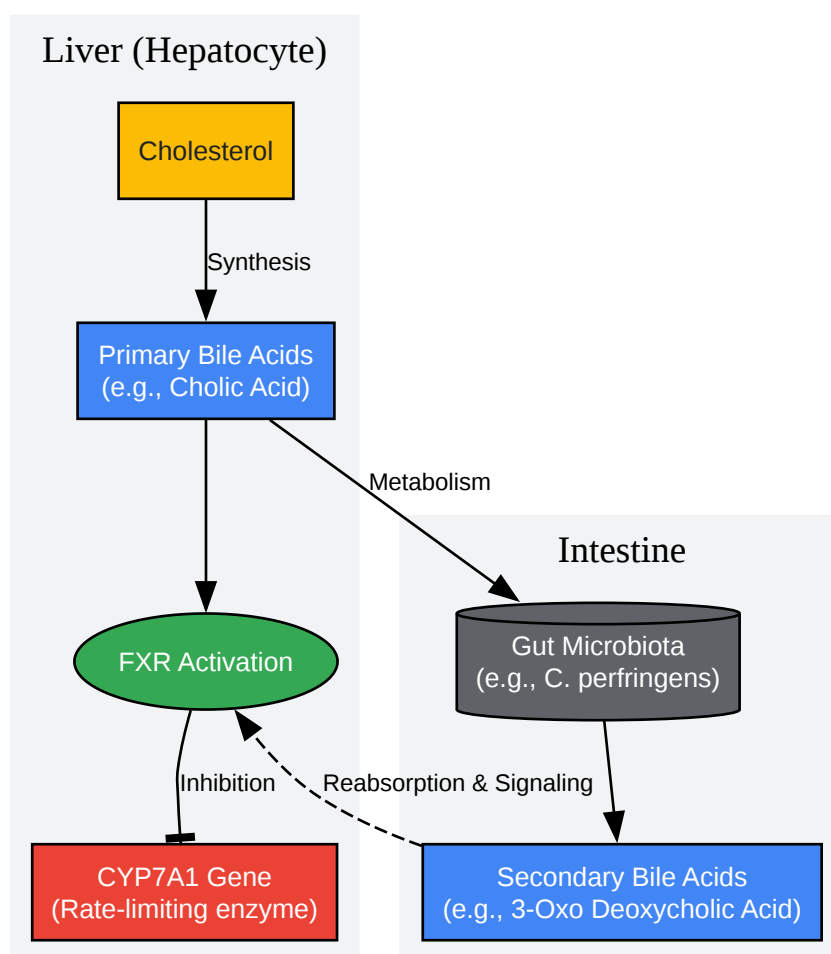 Liver (Hepatocyte)
Cholesterol
Synthesis
Primary Bile Acids
(e.g., Cholic Acid)
Metabolism
Intestine
FXR Activation
Gut Microbiota
(e.g., C. perfringens)
Inhibition
Reabsorption & Signaling
CYP7A1 Gene
(Rate-limiting enzyme)
Secondary Bile Acids
(e.g., 3-Oxo Deoxycholic Acid)